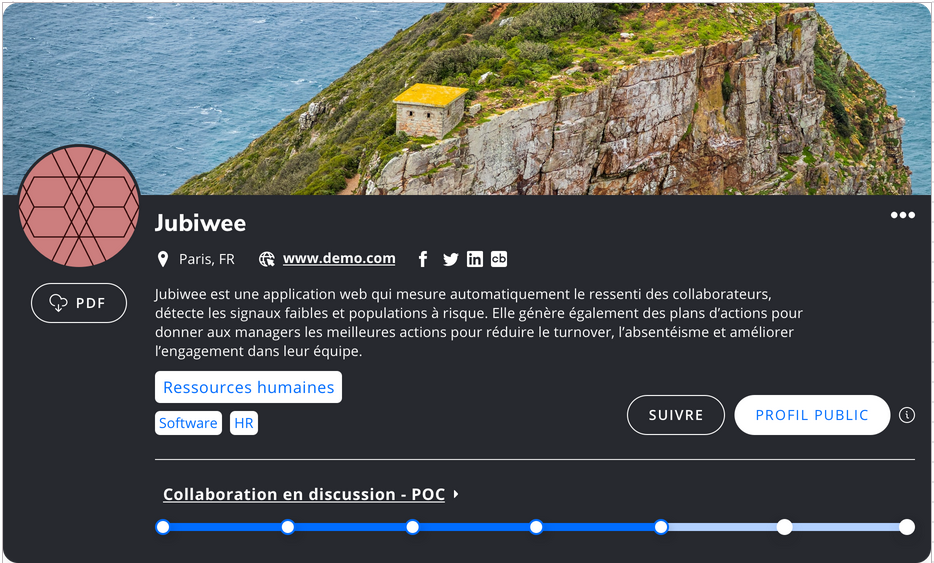 Jubiwee
Paris, FR
www.demo.com
f
in
cb
PDF
Jubiwee est une application web qui mesure automatiquement le ressenti des collaborateurs,
détecte les signaux faibles et populations à risque. Elle génère également des plans d’actions pour
donner aux managers les meilleures actions pour réduire le turnover, l’absentéisme et améliorer
l’engagement dans leur équipe.
Ressources humaines
Software
HR
SUIVRE
PROFIL PUBLIC
i
Collaboration en discussion - POC